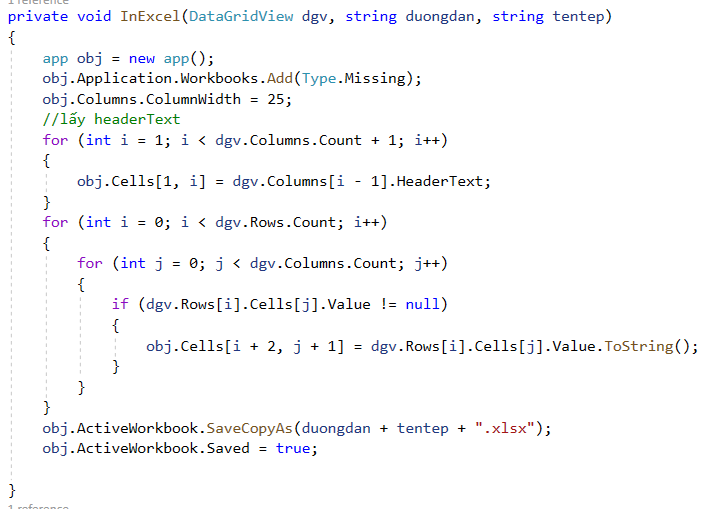 1 reference
private void InExcel(DataGridView dgv, string duongdan, string tentep)
{
    app obj = new app();
    obj.Application.Workbooks.Add(Type.Missing);
    obj.Columns.ColumnWidth = 25;
    //lấy headerText
    for (int i = 1; i < dgv.Columns.Count + 1; i++)
    {
        obj.Cells[1, i] = dgv.Columns[i - 1].HeaderText;
    }
    for (int i = 0; i < dgv.Rows.Count; i++)
    {
        for (int j = 0; j < dgv.Columns.Count; j++)
        {
            if (dgv.Rows[i].Cells[j].Value != null)
            {
                obj.Cells[i + 2, j + 1] = dgv.Rows[i].Cells[j].Value.ToString();
            }
        }
    }
    obj.ActiveWorkbook.SaveCopyAs(duongdan + tentep + ".xlsx");
    obj.ActiveWorkbook.Saved = true;

}
1 reference